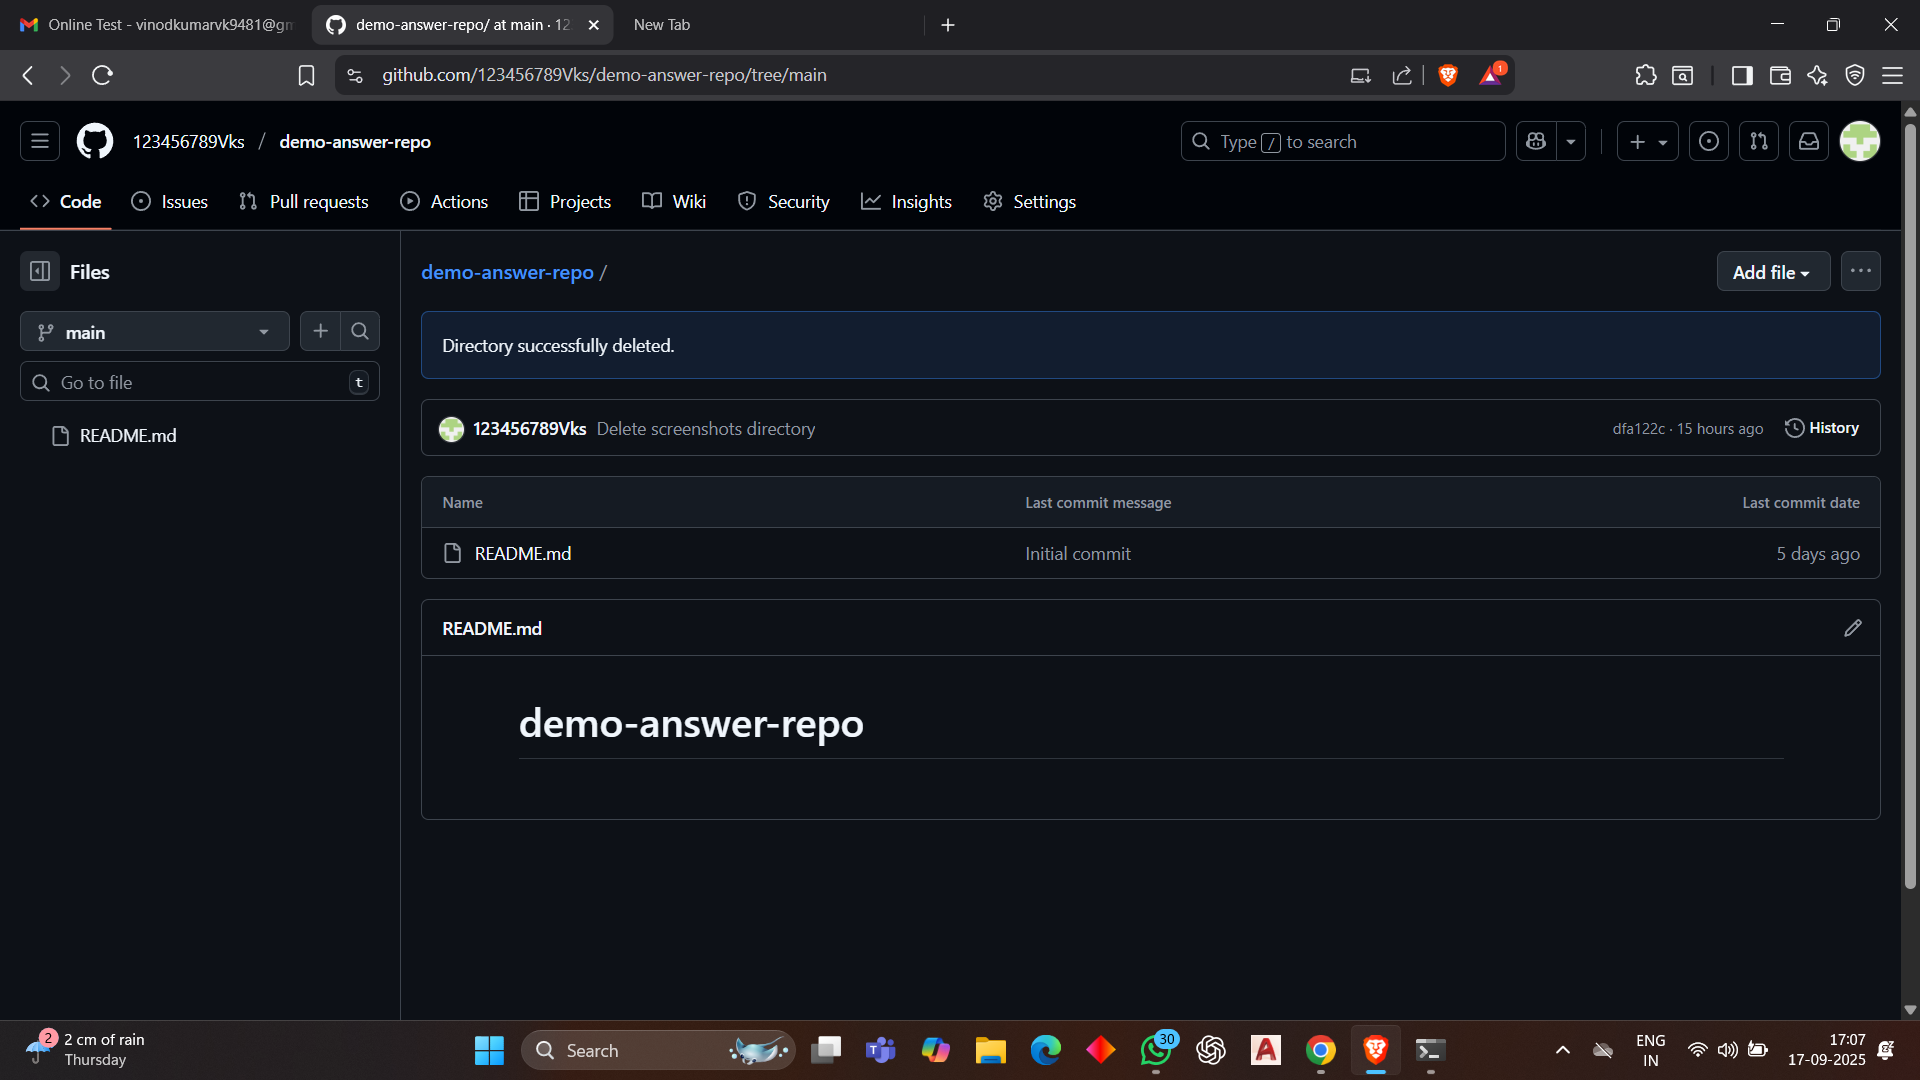 Online Test - vinodkumarvk9481@gm
demo-answer-repo/ at main · 12
New Tab
github.com/123456789Vks/demo-answer-repo/tree/main
1
123456789Vks / demo-answer-repo
Type / to search
Code
Issues
Pull requests
Actions
Projects
Wiki
Security
Insights
Settings
Files
main
Go to file
t
README.md
demo-answer-repo /
Add file
Directory successfully deleted.
123456789Vks Delete screenshots directory
dfa122c · 15 hours ago
History
Name Last commit message Last commit date
README.md Initial commit 5 days ago
README.md
demo-answer-repo
2
2 cm of rain
Thursday
Search
30
ENG
IN
17:07
17-09-2025